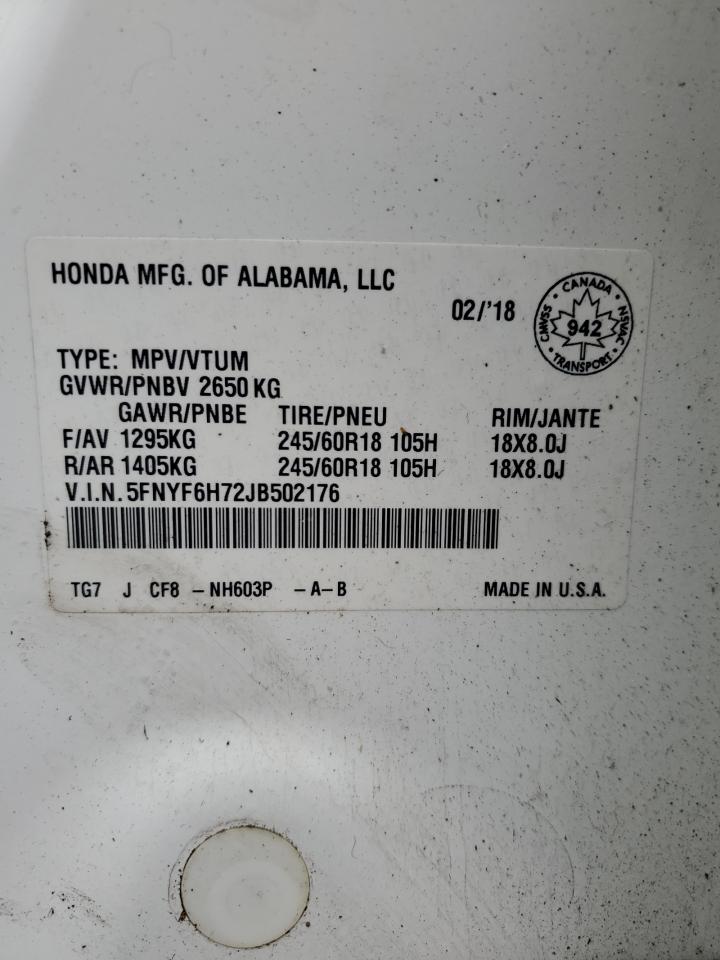 HONDA MFG. OF ALABAMA, LLC
02/'18
CANADA
CMVSS 942 NSVAC
TRANSPORT
TYPE: MPV/VTUM
GVWR/PNBV 2650 KG
GAWR/PNBE TIRE/PNEU RIM/JANTE
F/AV 1295KG 245/60R18 105H 18X8.0J
R/AR 1405KG 245/60R18 105H 18X8.0J
V.I.N. 5FNYF6H72JB502176
TG7 J CF8 -NH603P -A-B MADE IN U.S.A.